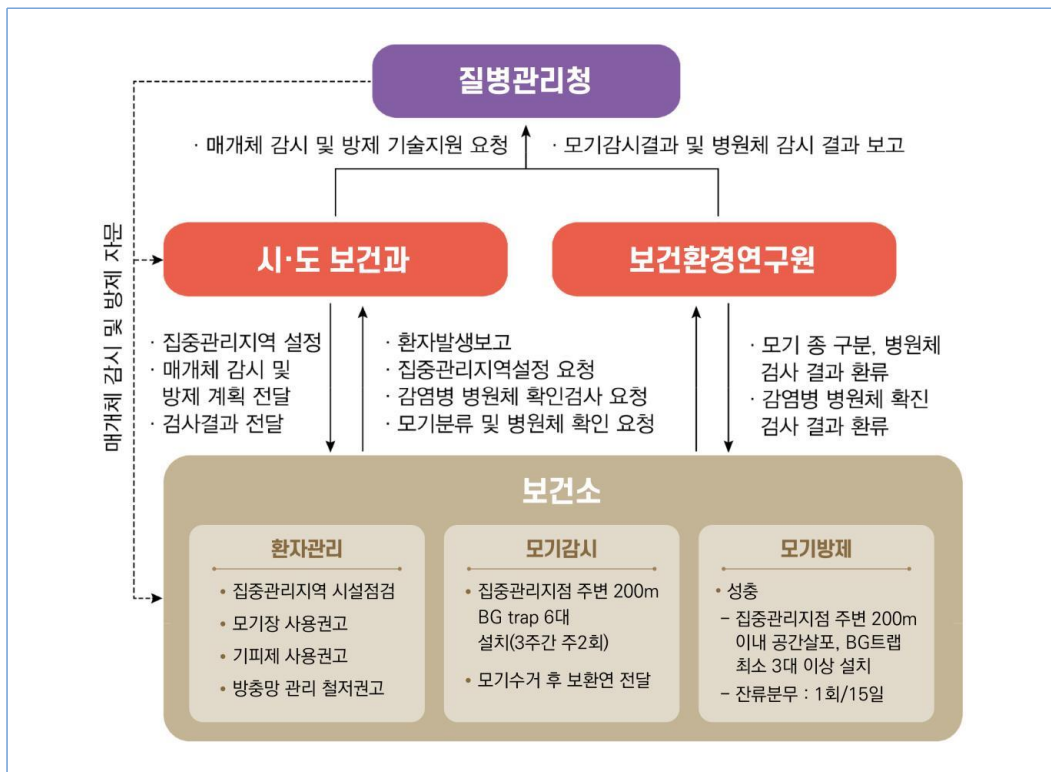 질병관리청
· 매개체 감시 및 방제 기술지원 요청
· 모기감시결과 및 병원체 감시 결과 보고
매개체 감시 및 방제 자문
시·도 보건과
보건환경연구원
· 집중관리지역 설정
· 매개체 감시 및
방제 계획 전달
· 검사결과 전달
· 환자발생보고
· 집중관리지역설정 요청
· 감염병 병원체 확인검사 요청
· 모기분류 및 병원체 확인 요청
· 모기 종 구분, 병원체
검사 결과 환류
· 감염병 병원체 확진
검사 결과 환류
보건소
환자관리
• 집중관리지역 시설점검
• 모기장 사용권고
• 기피제 사용권고
• 방충망 관리 철저권고
모기감시
• 집중관리지점 주변 200m
BG trap 6대
설치(3주간 주2회)
• 모기수거 후 보환연 전달
모기방제
• 성충
– 집중관리지점 주변 200m
이내 공간살포, BG트랩
최소 3대 이상 설치
– 잔류분무 : 1회/15일